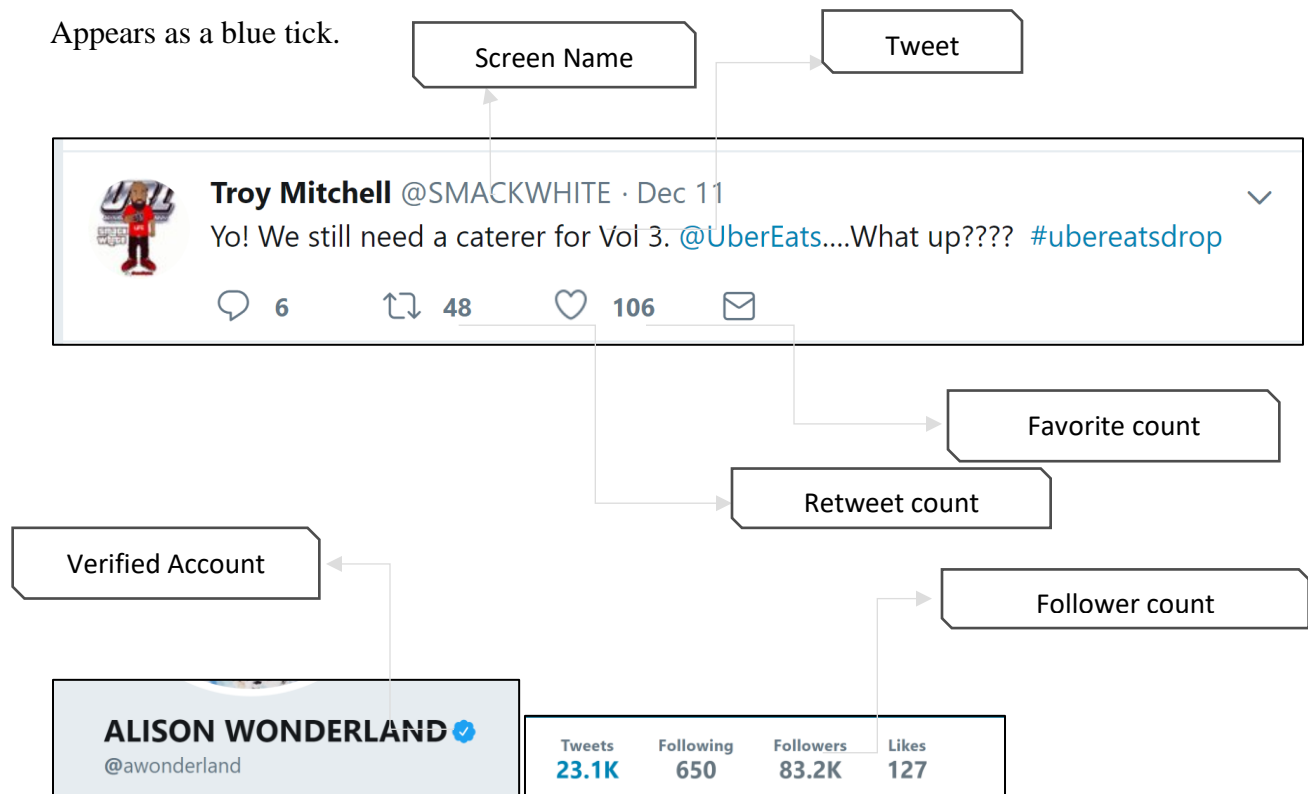 Appears as a blue tick.
Screen Name
Tweet
Troy Mitchell @SMACKWHITE · Dec 11
Yo! We still need a caterer for Vol 3. @UberEats....What up???? #ubereatsdrop
6 48 106
Favorite count
Retweet count
Verified Account
Follower count
ALISON WONDERLAND
@awonderland
Tweets Following Followers Likes
23.1K 650 83.2K 127